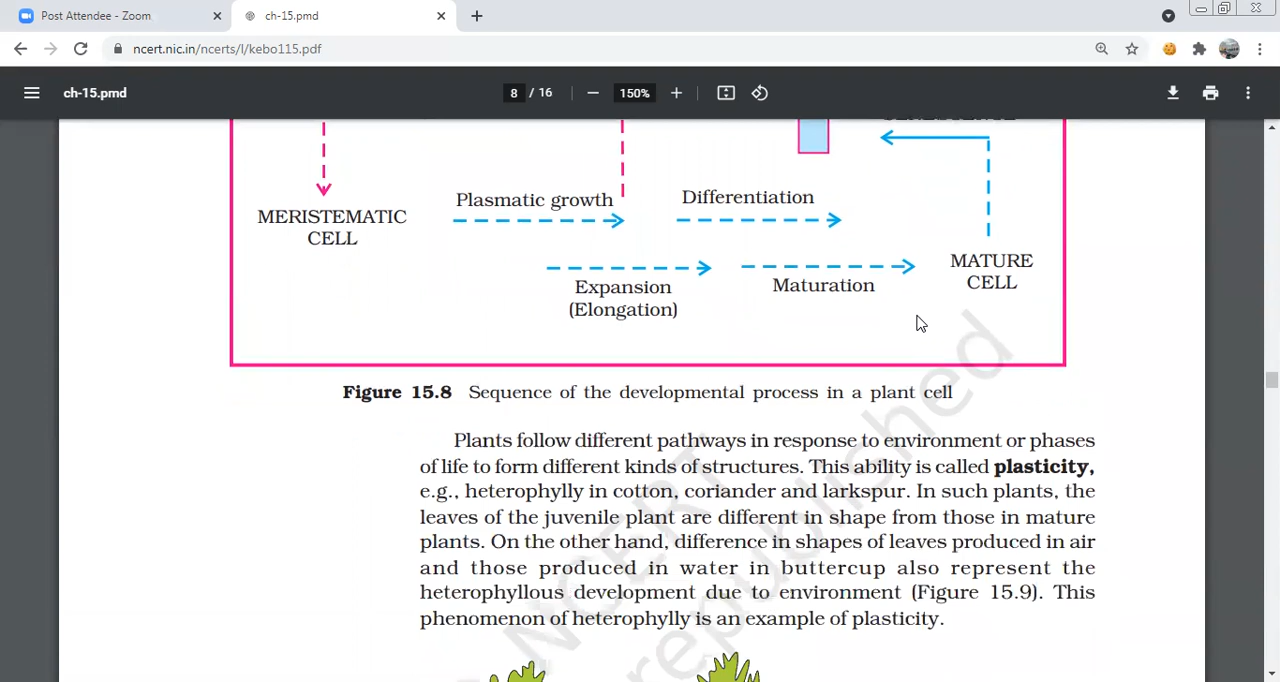 Post Attendee - Zoom
ch-15.pmd
ncert.nic.in/ncerts/l/kebo115.pdf
ch-15.pmd
8 / 16
150%
Plasmatic growth
Differentiation
MERISTEMATIC
CELL
MATURE
CELL
Expansion
(Elongation)
Maturation
Figure 15.8 Sequence of the developmental process in a plant cell
Plants follow different pathways in response to environment or phases
of life to form different kinds of structures. This ability is called plasticity,
e.g., heterophylly in cotton, coriander and larkspur. In such plants, the
leaves of the juvenile plant are different in shape from those in mature
plants. On the other hand, difference in shapes of leaves produced in air
and those produced in water in buttercup also represent the
heterophyllous development due to environment (Figure 15.9). This
phenomenon of heterophylly is an example of plasticity.
NCERT
republished